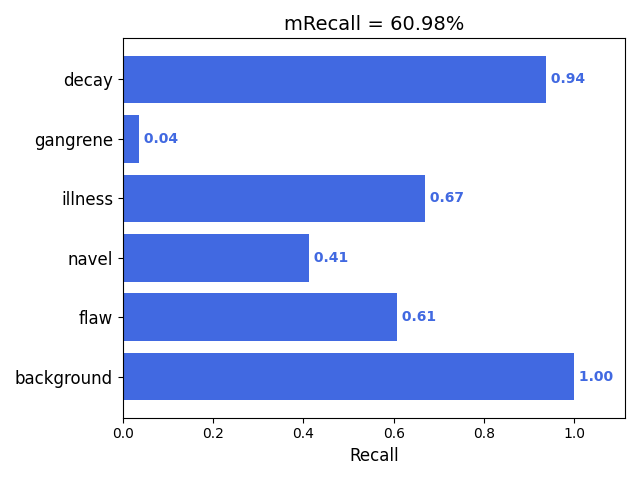 mRecall = 60.98%
decay 0.94
gangrene 0.04
illness 0.67
navel 0.41
flaw 0.61
background 1.00
0.0 0.2 0.4 0.6 0.8 1.0
Recall